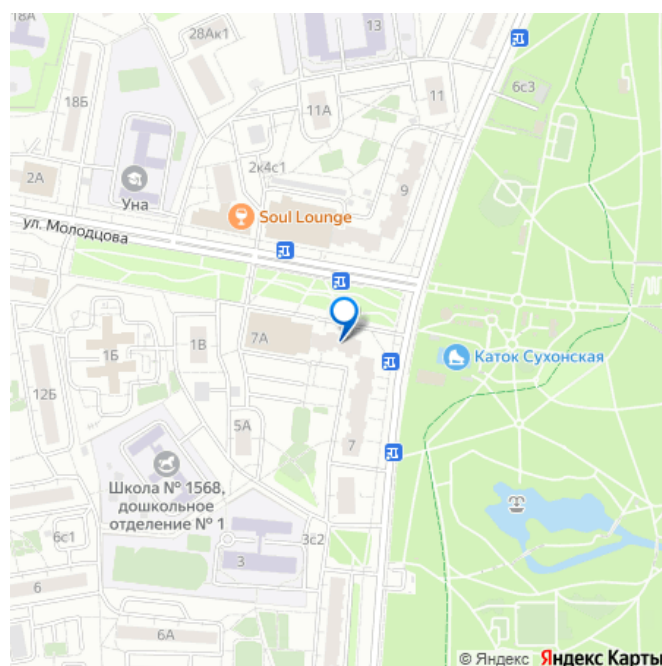 18А
28Ак1
13
11
6с3
18Б
11А
2к4с1
2А
Уна
9
Soul Lounge
ул. Молодцова
7А
1В
1Б
Каток Сухонская
12Б
5А
7
Школа № 1568,
дошкольное
отделение № 1
6с1
3
3с2
6
6А
© Яндекс Яндекс Карты